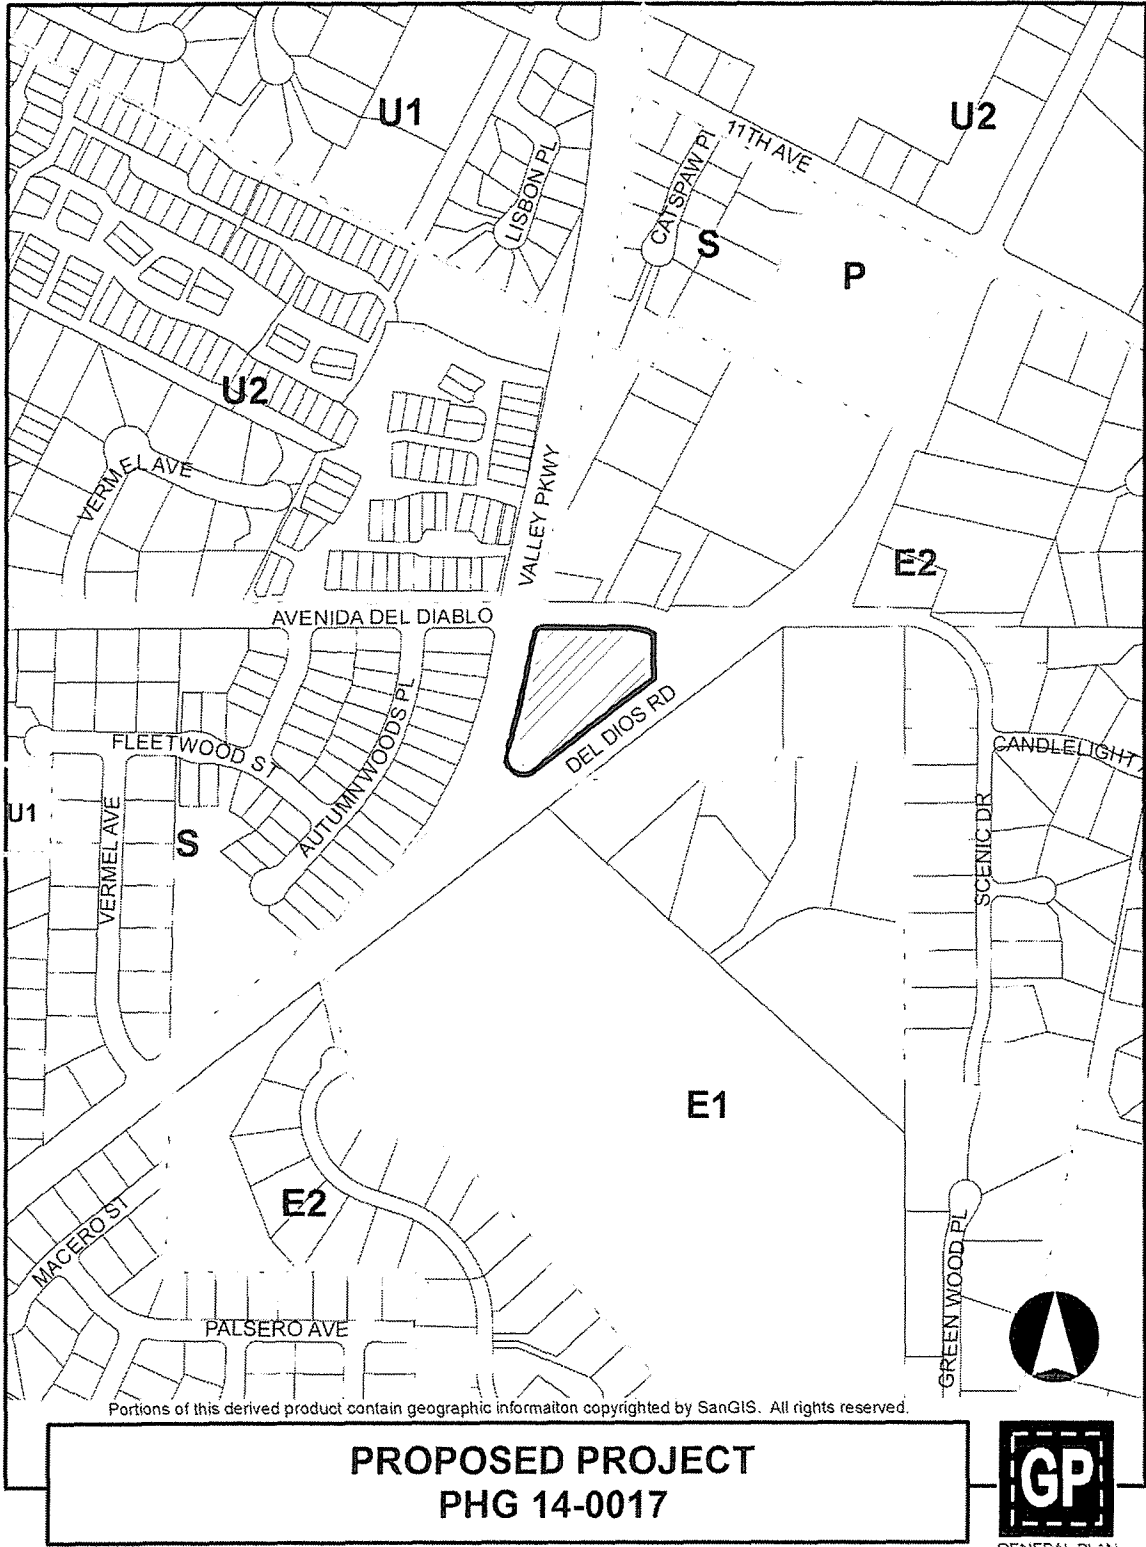 U1
U2
LISBON PL
CATSPAW Pl
11TH AVE
S
P
U2
VERMEL AVE
VALLEY PKWY
E2
AVENIDA DEL DIABLO
AUTUMN WOODS PL
DEL DIOS RD
FLEETWOOD ST
CANDLELIGHT
U1
VERMEL AVE
S
SCENIC DR
E1
E2
MACERO ST
GREEN WOOD PL
PALSERO AVE
Portions of this derived product contain geographic informaiton copyrighted by SanGIS. All rights reserved.
PROPOSED PROJECT
PHG 14-0017
GP
GENERAL PLAN